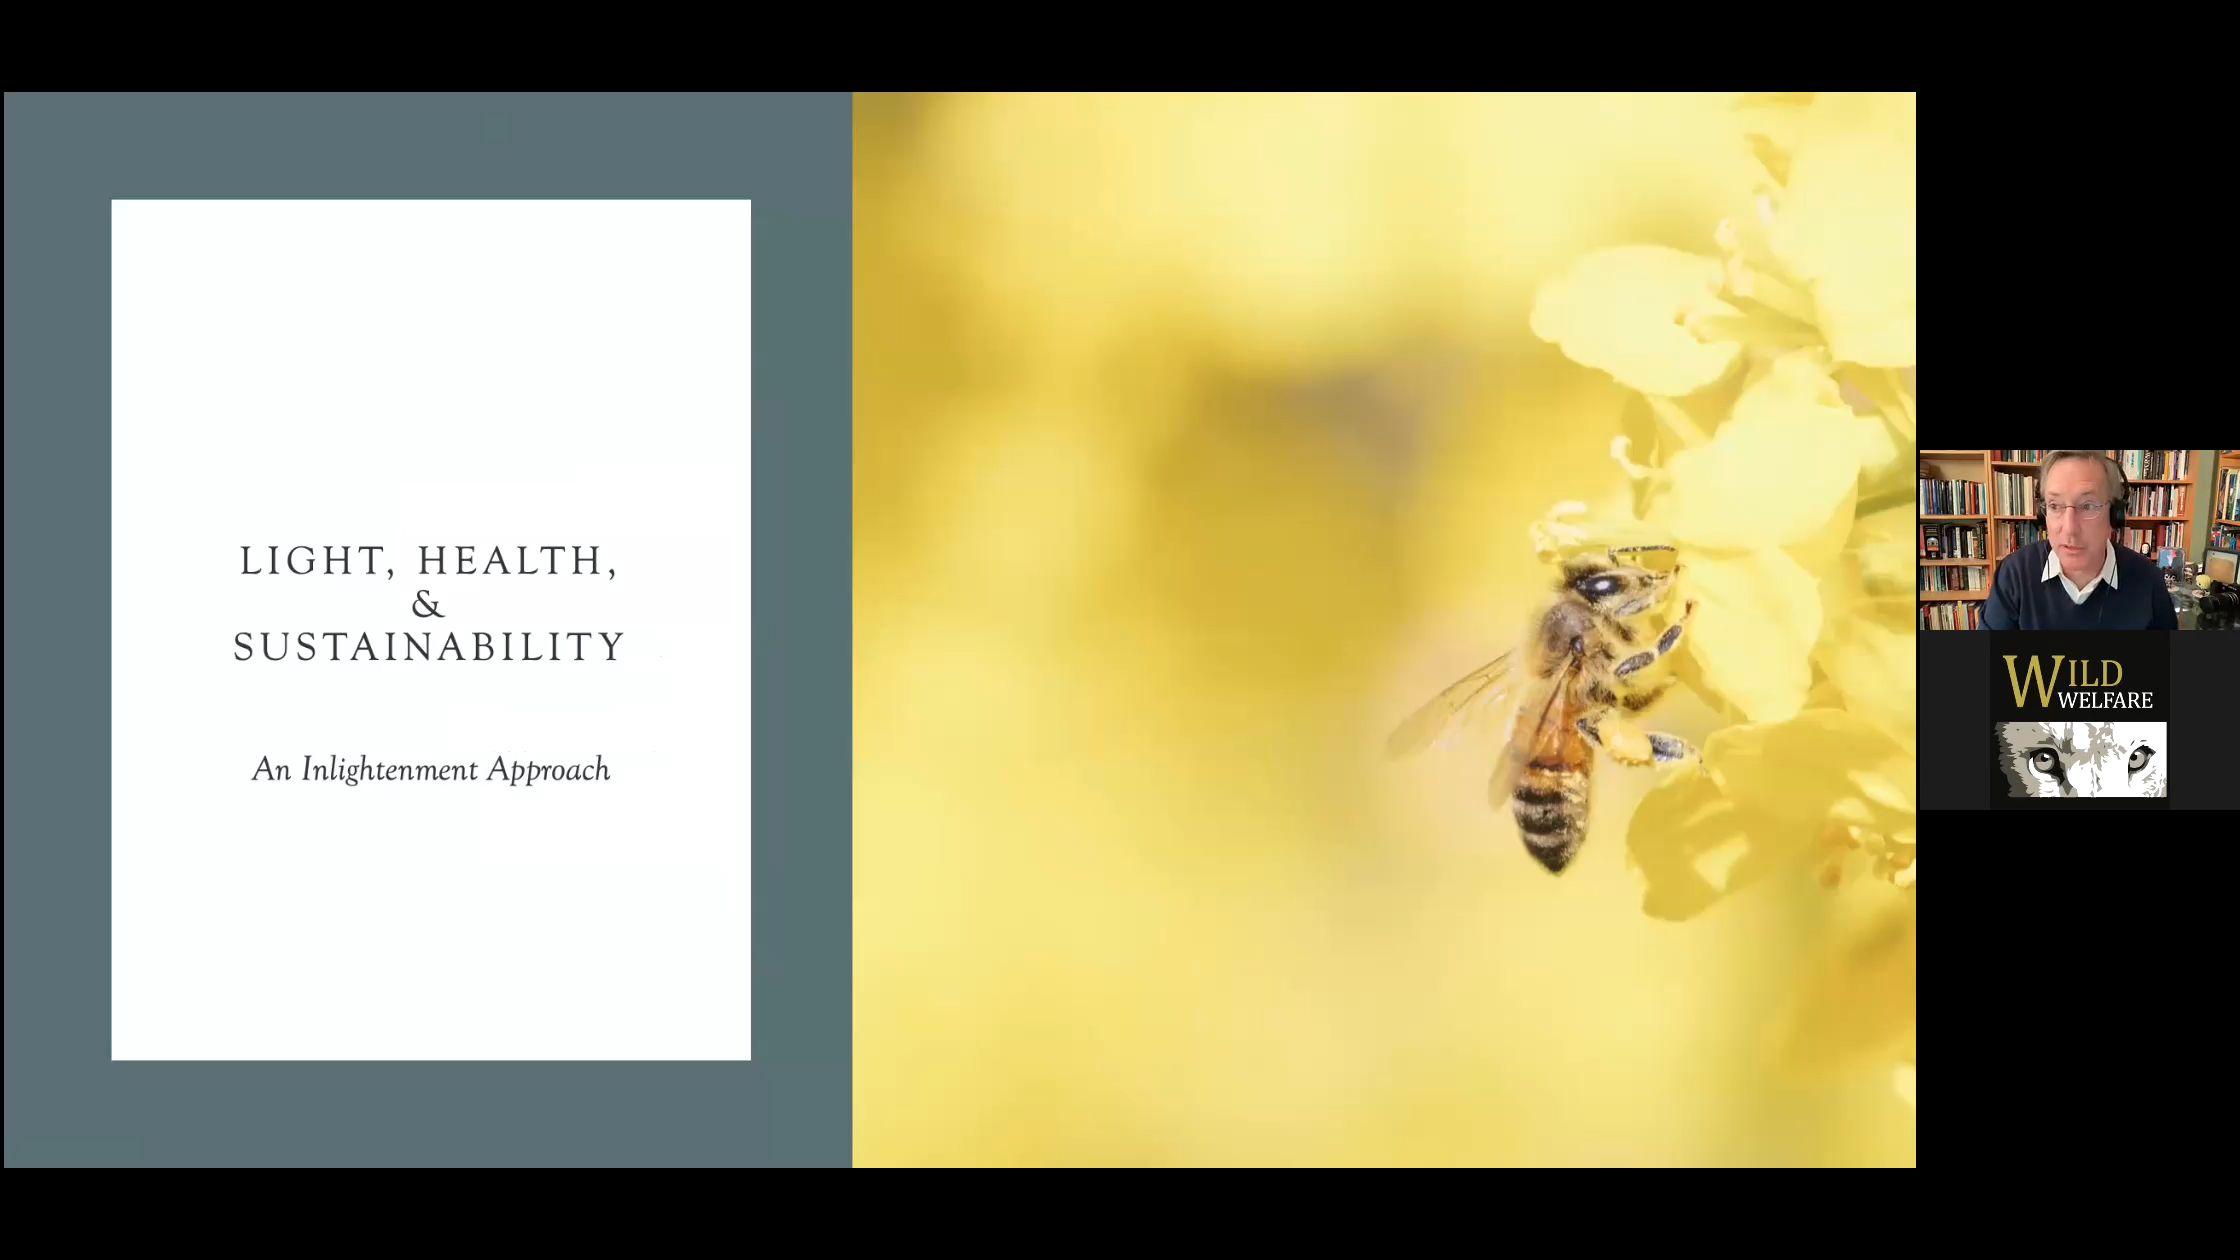 LIGHT, HEALTH,
&
SUSTAINABILITY
An Inlightenment Approach
WILD
WELFARE